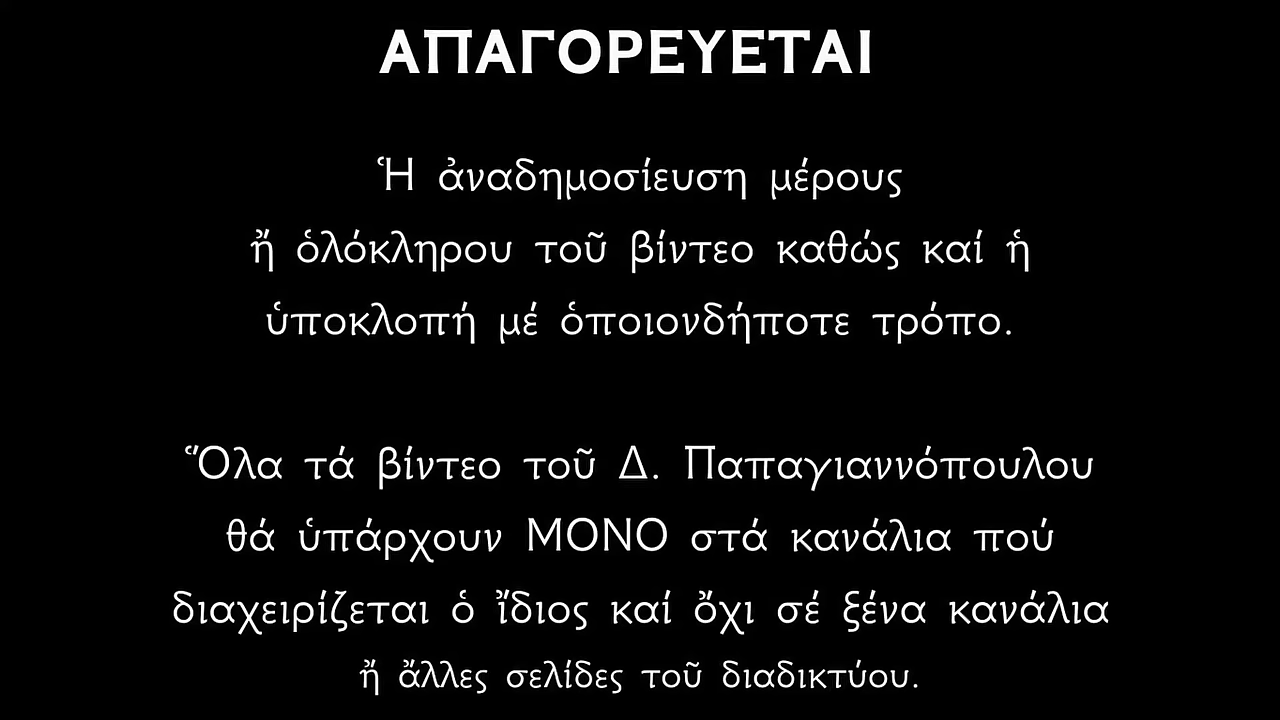 ΑΠΑΓΟΡΕΥΕΤΑΙ
Ἡ ἀναδημοσίευση μέρους
ἤ ὁλόκληρου τοῦ βίντεο καθώς καί ἡ
ὑποκλοπή μέ ὁποιονδήποτε τρόπο.
Ὅλα τά βίντεο τοῦ Δ. Παπαγιαννόπουλου
θά ὑπάρχουν ΜΟΝΟ στά κανάλια πού
διαχειρίζεται ὁ ἴδιος καί ὄχι σέ ξένα κανάλια
ἤ ἄλλες σελίδες τοῦ διαδικτύου.